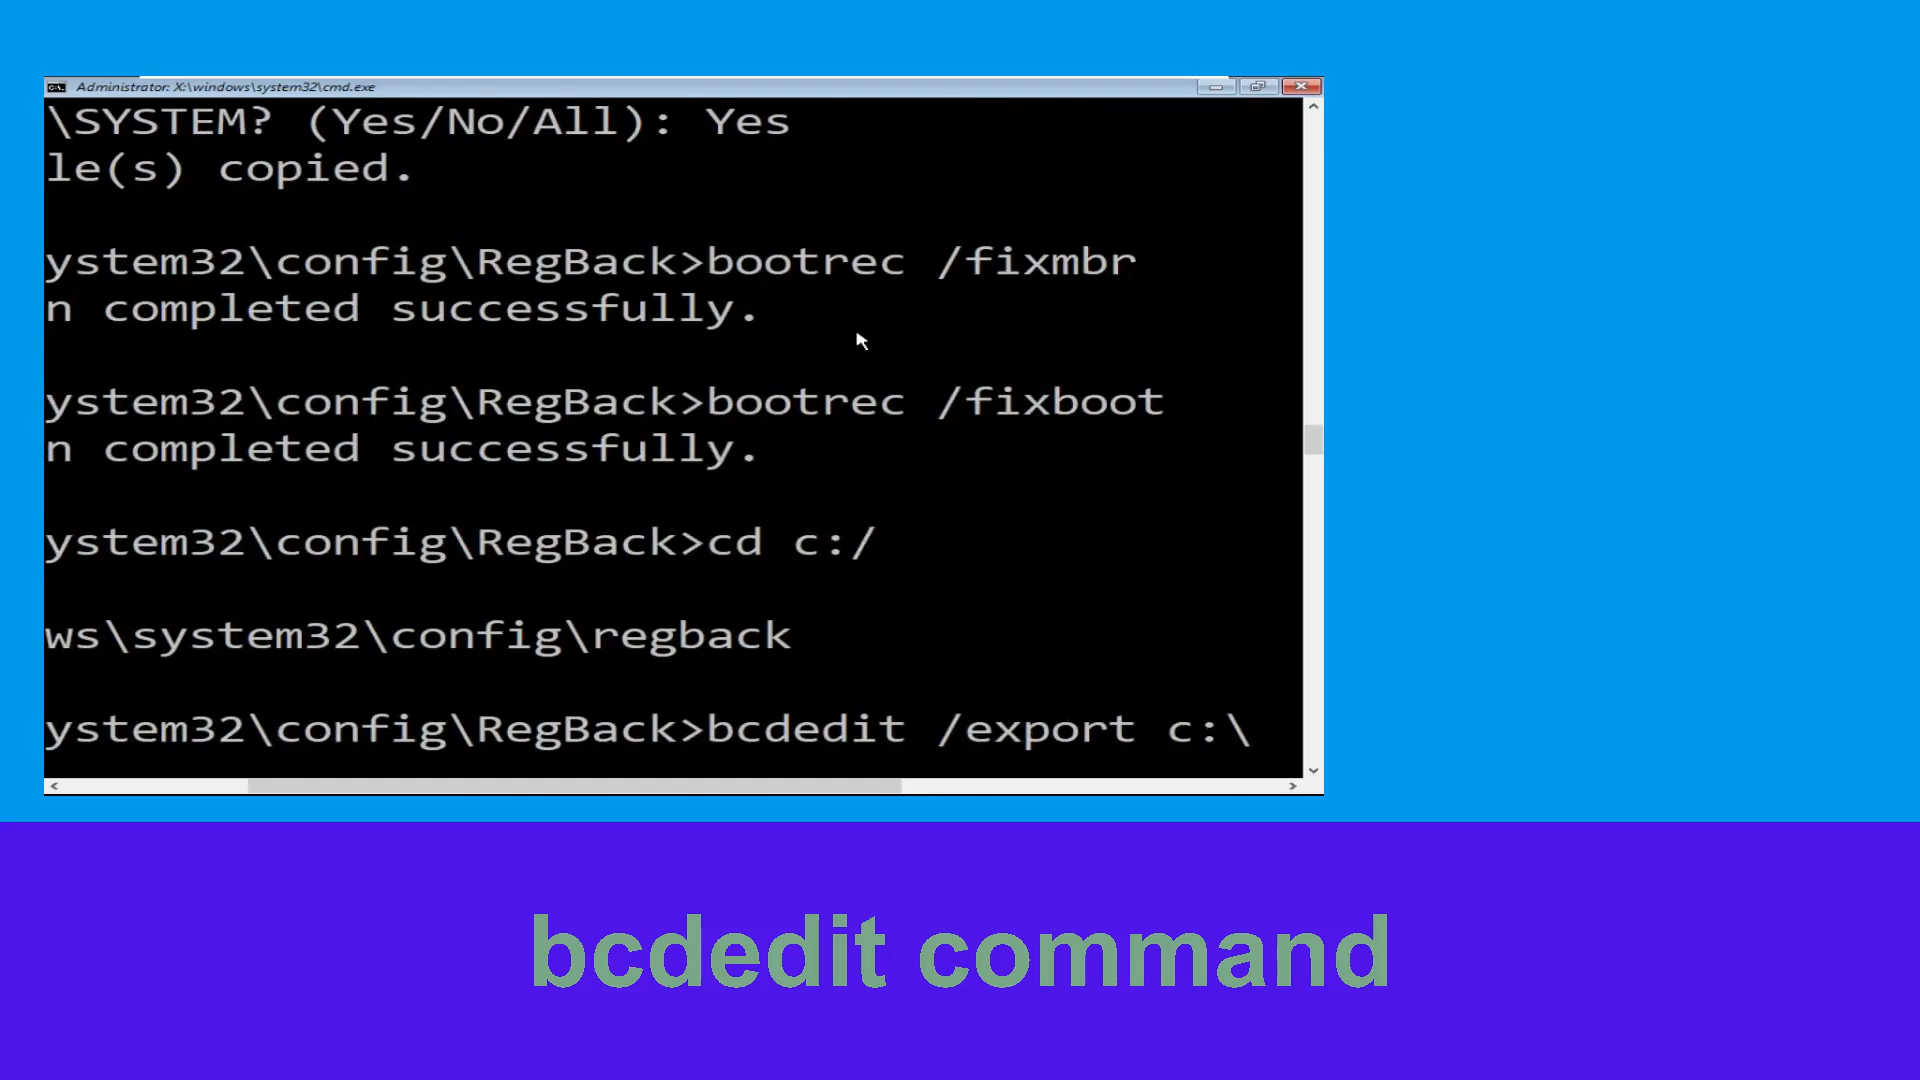 Administrator: X:\windows\system32\cmd.exe
\SYSTEM? (Yes/No/All): Yes
le(s) copied.
ystem32\config\RegBack>bootrec /fixmbr
n completed successfully.
ystem32\config\RegBack>bootrec /fixboot
n completed successfully.
ystem32\config\RegBack>cd c:/
ws\system32\config\regback
ystem32\config\RegBack>bcdedit /export c:\
bcdedit command